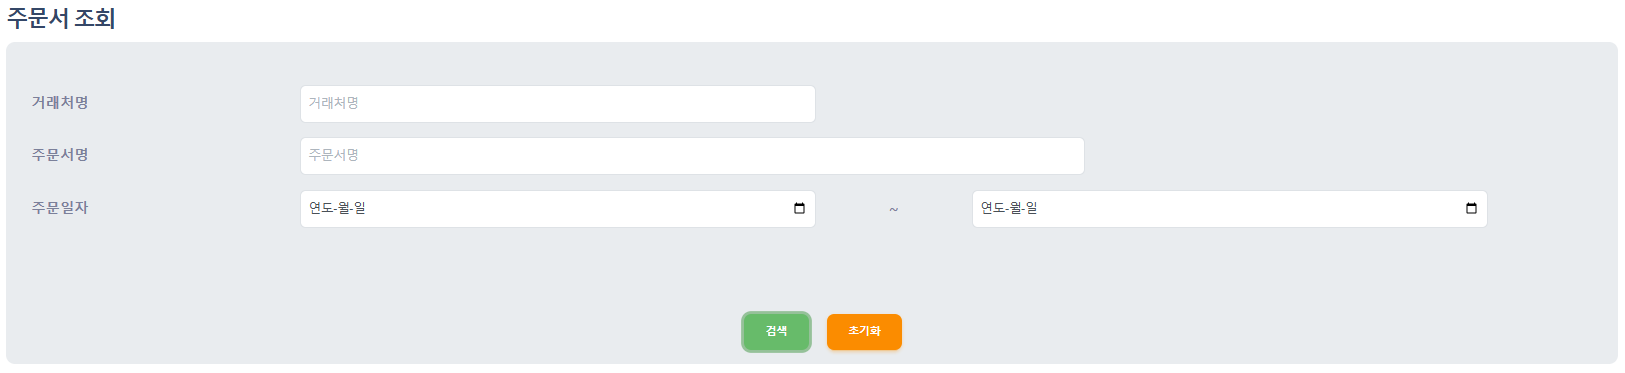 주문서 조회
거래처명 거래처명
주문서명 주문서명
주문일자 연도-월-일 ~ 연도-월-일
검색 초기화